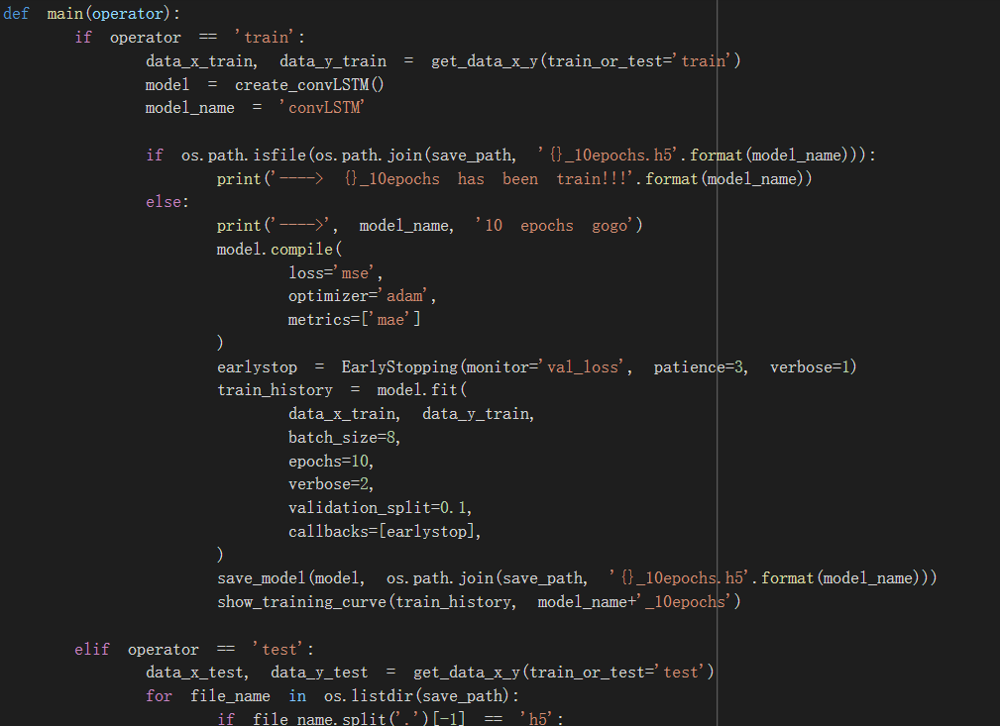 def main(operator):
if operator == 'train':
data_x_train, data_y_train = get_data_x_y(train_or_test='train')
model = create_convLSTM()
model_name = 'convLSTM'
if os.path.isfile(os.path.join(save_path, '{}_10epochs.h5'.format(model_name))):
print('----> {}_10epochs has been train!!!'.format(model_name))
else:
print('---->', model_name, '10 epochs gogo')
model.compile(
loss='mse',
optimizer='adam',
metrics=['mae']
)
earlystop = EarlyStopping(monitor='val_loss', patience=3, verbose=1)
train_history = model.fit(
data_x_train, data_y_train,
batch_size=8,
epochs=10,
verbose=2,
validation_split=0.1,
callbacks=[earlystop],
)
save_model(model, os.path.join(save_path, '{}_10epochs.h5'.format(model_name)))
show_training_curve(train_history, model_name+'_10epochs')
elif operator == 'test':
data_x_test, data_y_test = get_data_x_y(train_or_test='test')
for file_name in os.listdir(save_path):
if file_name.split('.')[-1] == 'h5':